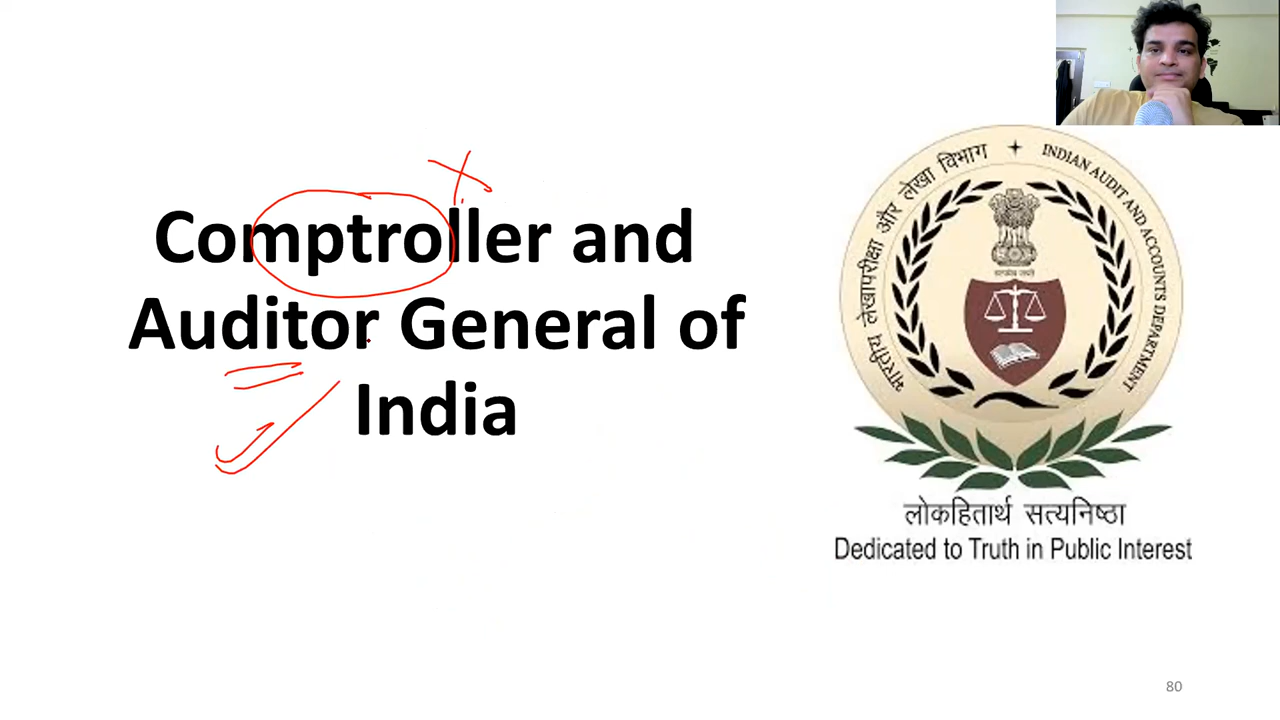 Comptroller and
Auditor General of
India
भारतीय लेखापरीक्षा और लेखा विभाग
INDIAN AUDIT AND ACCOUNTS DEPARTMENT
सत्यमेव जयते
लोकहितार्थ सत्यनिष्ठा
Dedicated to Truth in Public Interest
80